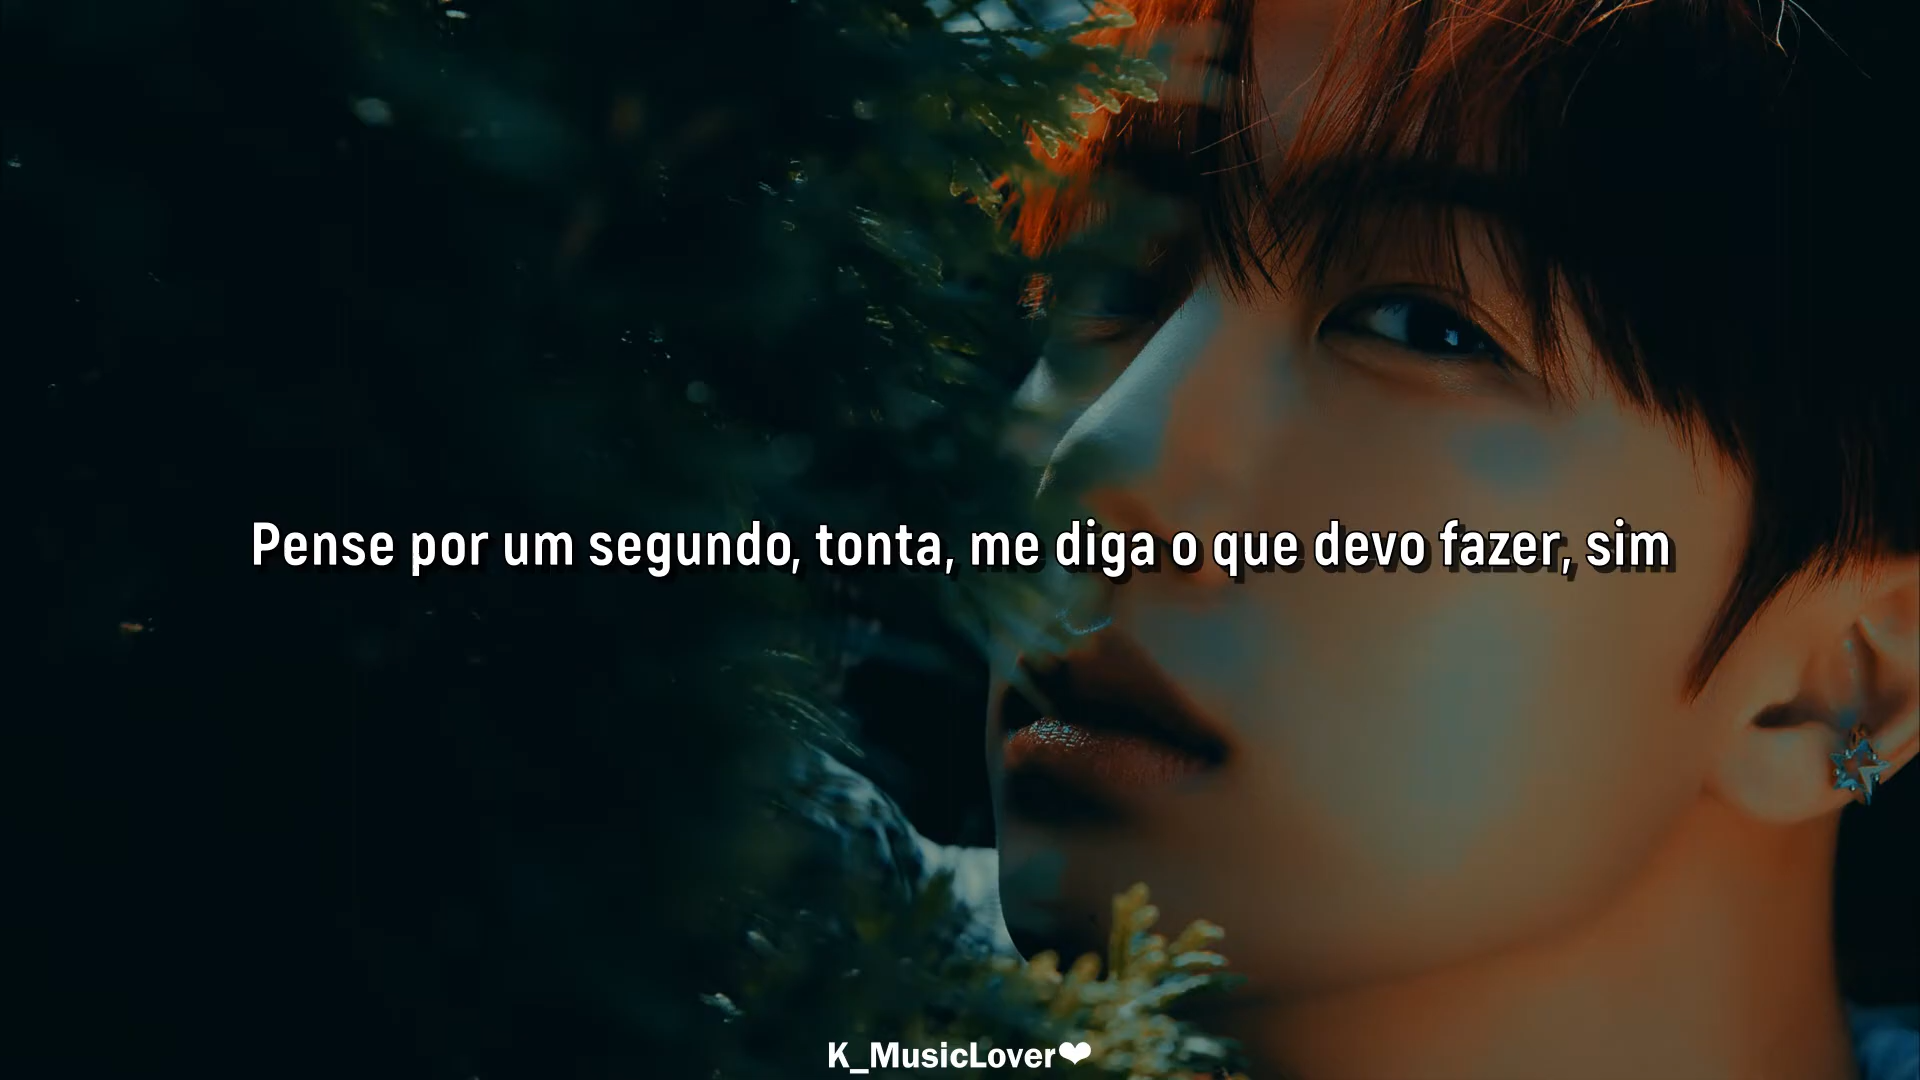 Pense por um segundo, tonta, me diga o que devo fazer, sim
K_MusicLover❤